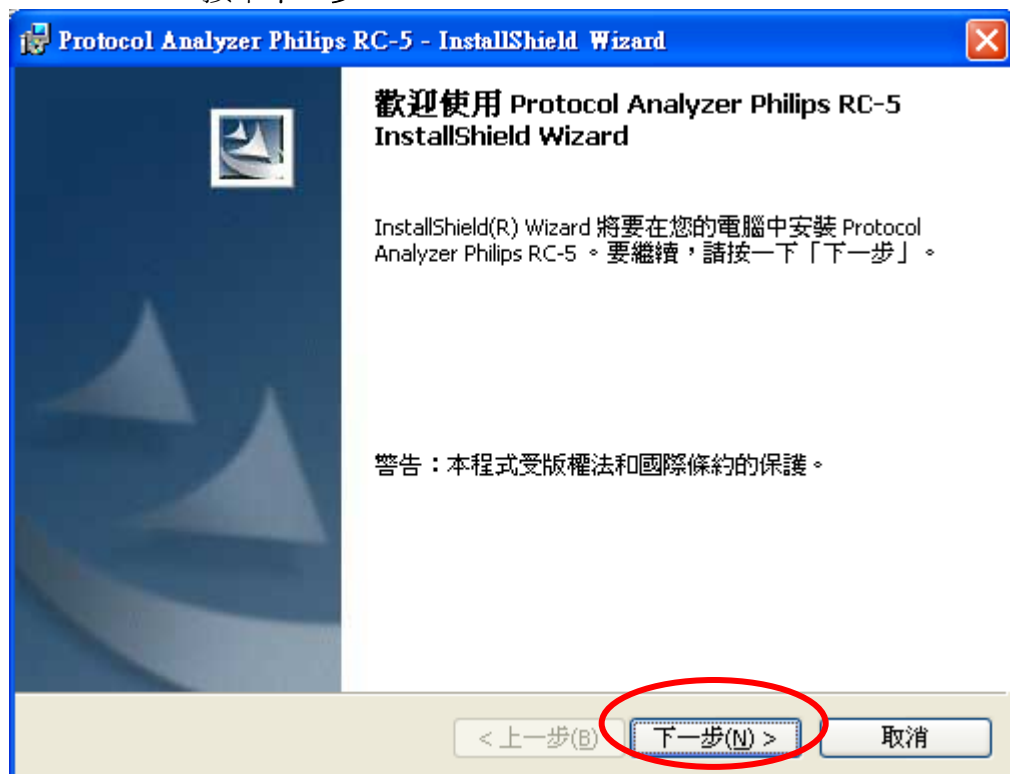 Protocol Analyzer Philips RC-5 - InstallShield Wizard
歡迎使用 Protocol Analyzer Philips RC-5
InstallShield Wizard
InstallShield(R) Wizard 將要在您的電腦中安裝 Protocol
Analyzer Philips RC-5 。要繼續，請按一下「下一步」。
警告：本程式受版權法和國際條約的保護。
< 上一步(B) 下一步(N) > 取消